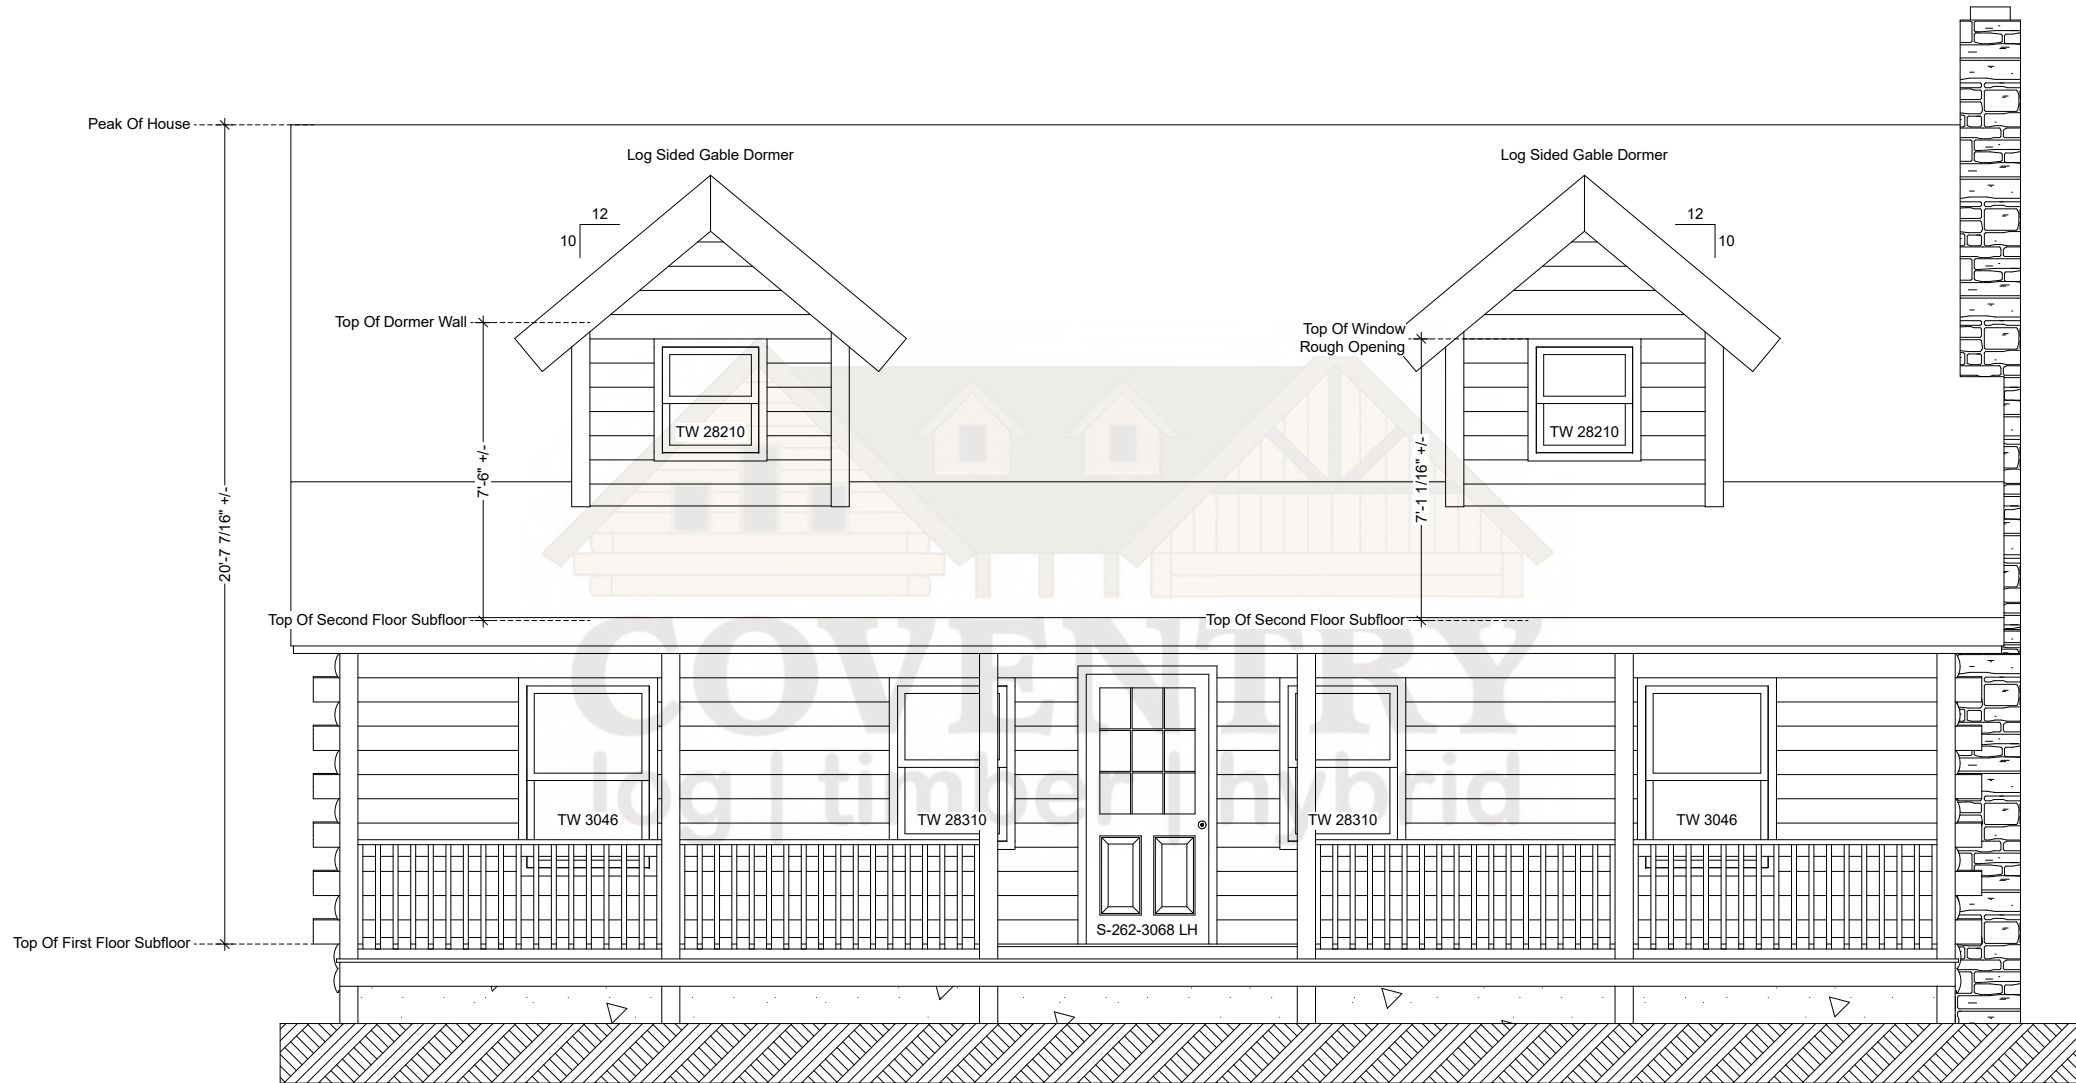 Peak Of House
Log Sided Gable Dormer
Log Sided Gable Dormer
12
10
12
10
Top Of Dormer Wall
Top Of Window
Rough Opening
TW 28210
TW 28210
7'-6" +/-
7'-1 1/16" +/-
20'-7 7/16" +/-
Top Of Second Floor Subfloor
Top Of Second Floor Subfloor
COVENTRY
log | timber | hybrid
TW 3046
TW 28310
TW 28310
TW 3046
S-262-3068 LH
Top Of First Floor Subfloor